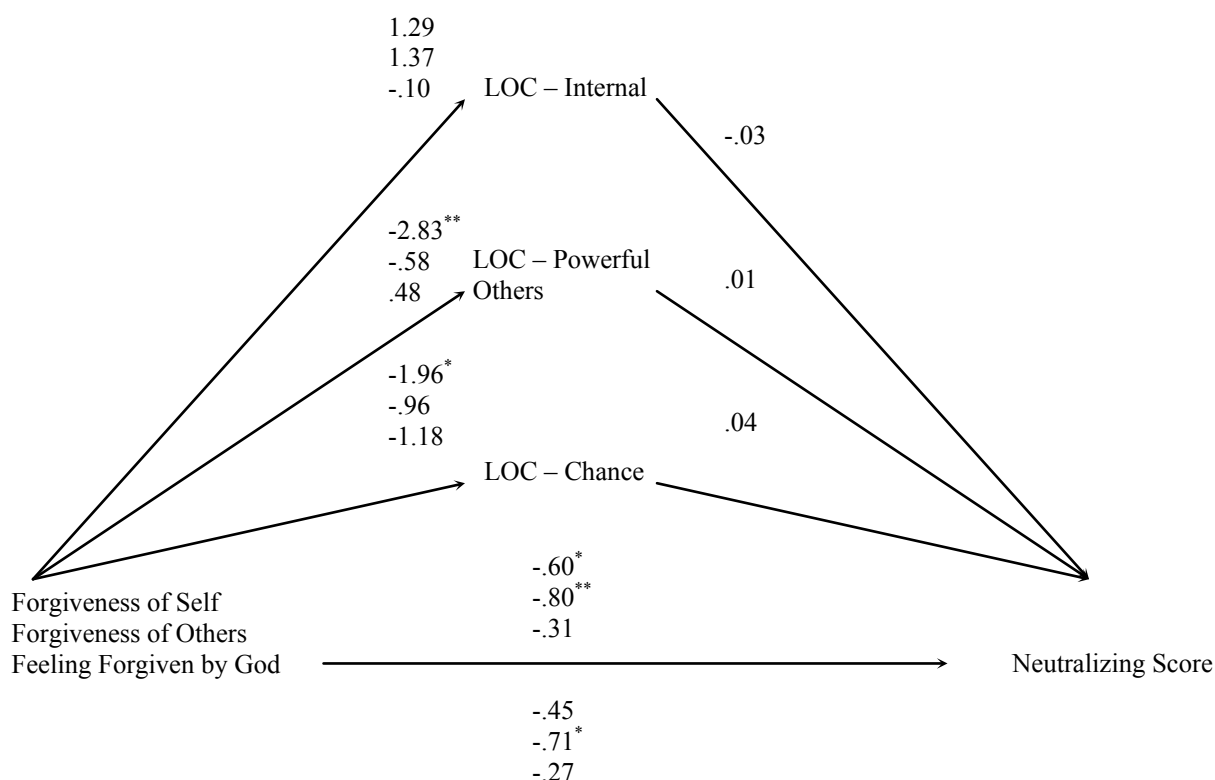 1.29
1.37
-.10
LOC – Internal
-.03
-2.83**
-.58
.48
LOC – Powerful
Others
.01
-1.96*
-.96
-1.18
.04
LOC – Chance
-.60*
-.80**
-.31
Forgiveness of Self
Forgiveness of Others
Feeling Forgiven by God
Neutralizing Score
-.45
-.71*
-.27